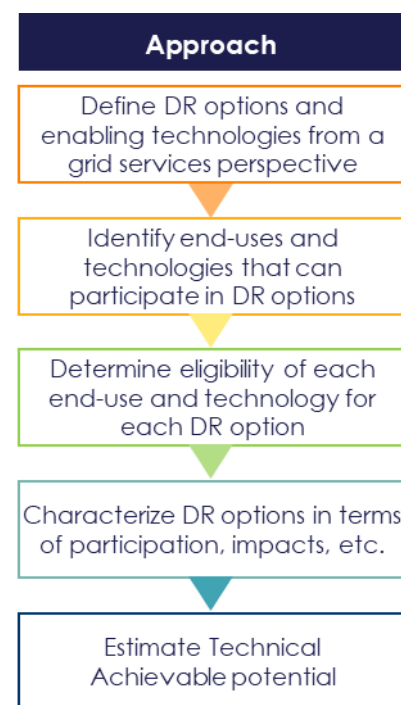 Approach
Define DR options and
enabling technologies from a
grid services perspective
Identify end-uses and
technologies that can
participate in DR options
Determine eligibility of each
end-use and technology for
each DR option
Characterize DR options in terms
of participation, impacts, etc.
Estimate Technical
Achievable potential